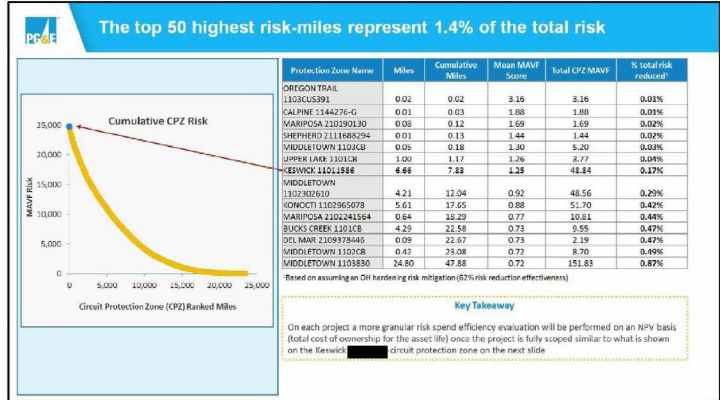 PG&E
The top 50 highest risk-miles represent 1.4% of the total risk
Cumulative CPZ Risk
MAVF Risk
25,000
20,000
15,000
10,000
5,000
0
0 5,000 10,000 15,000 20,000 25,000
Circuit Protection Zone (CPZ) Ranked Miles
Protection Zone Name Miles Cumulative Miles Mean MAVF Score Total CPZ MAVF % total risk reduced¹
OREGON TRAIL
1103CUS391 0.02 0.02 3.16 3.16 0.01%
CALPINE 1144276-G 0.01 0.03 1.88 1.88 0.01%
MARIPOSA 210190130 0.08 0.12 1.69 1.69 0.02%
SHEPHERD 2111688294 0.01 0.13 1.44 1.44 0.02%
MIDDLETOWN 1103CB 0.05 0.18 1.30 5.20 0.03%
UPPER LAKE 1101CB 1.00 1.17 1.26 3.77 0.04%
KESWICK 11011586 6.66 7.83 1.25 48.84 0.17%
MIDDLETOWN
1102302610 4.21 12.04 0.92 48.56 0.29%
KONOCTI 1102965078 5.61 17.65 0.88 51.70 0.42%
MARIPOSA 2102241564 0.64 18.29 0.77 10.81 0.44%
BUCKS CREEK 1101CB 4.29 22.58 0.73 9.55 0.47%
DEL MAR 2109378446 0.09 22.67 0.73 2.19 0.47%
MIDDLETOWN 1102CB 0.42 23.08 0.72 8.70 0.49%
MIDDLETOWN 1103830 24.80 47.88 0.72 151.83 0.87%
¹Based on assuming an OH hardening risk mitigation (62% risk reduction effectiveness)
Key Takeaway
On each project a more granular risk spend efficiency evaluation will be performed on an NPV basis
(total cost of ownership for the asset life) once the project is fully scoped similar to what is shown
on the Keswick circuit protection zone on the next slide